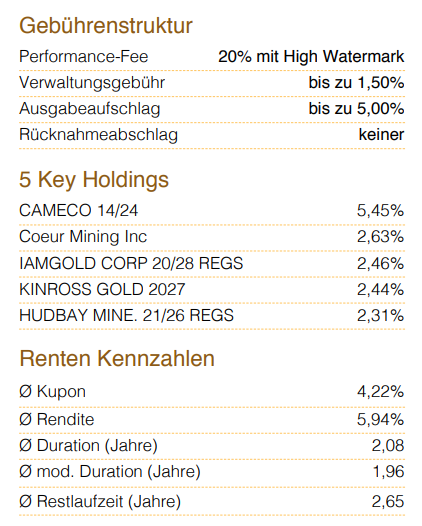 Gebührenstruktur
Performance-Fee 20% mit High Watermark
Verwaltungsgebühr bis zu 1,50%
Ausgabeaufschlag bis zu 5,00%
Rücknahmeabschlag keiner
5 Key Holdings
CAMECO 14/24 5,45%
Coeur Mining Inc 2,63%
IAMGOLD CORP 20/28 REGS 2,46%
KINROSS GOLD 2027 2,44%
HUDBAY MINE. 21/26 REGS 2,31%
Renten Kennzahlen
Ø Kupon 4,22%
Ø Rendite 5,94%
Ø Duration (Jahre) 2,08
Ø mod. Duration (Jahre) 1,96
Ø Restlaufzeit (Jahre) 2,65